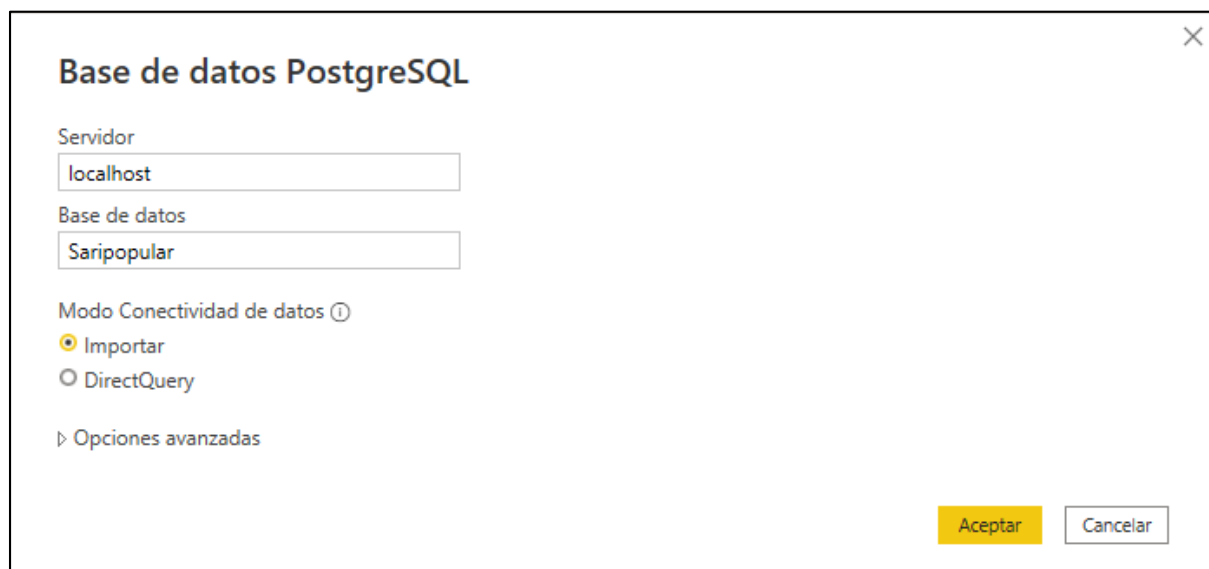 Base de datos PostgreSQL
Servidor
localhost
Base de datos
Saripopular
Modo Conectividad de datos
Importar
DirectQuery
Opciones avanzadas
Aceptar Cancelar